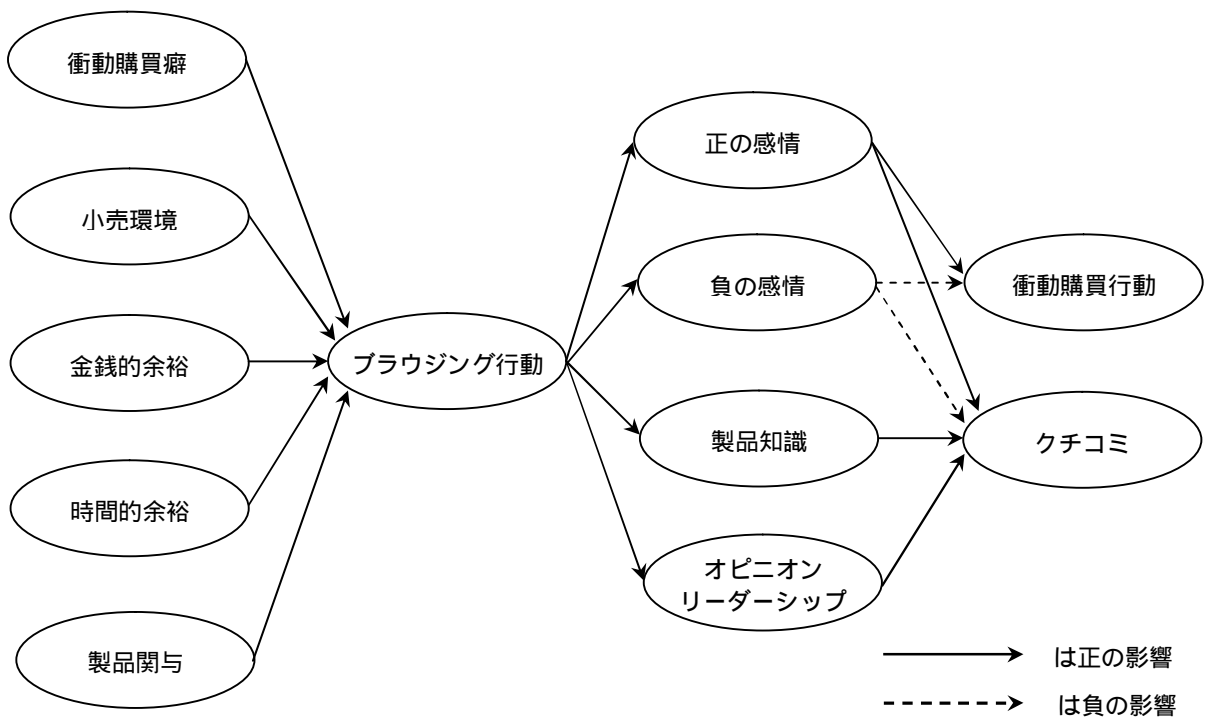 衝動購買癖
小売環境
金銭的余裕
時間的余裕
製品関与
ブラウジング行動
正の感情
負の感情
製品知識
オピニオン
リーダーシップ
衝動購買行動
クチコミ
は正の影響
は負の影響